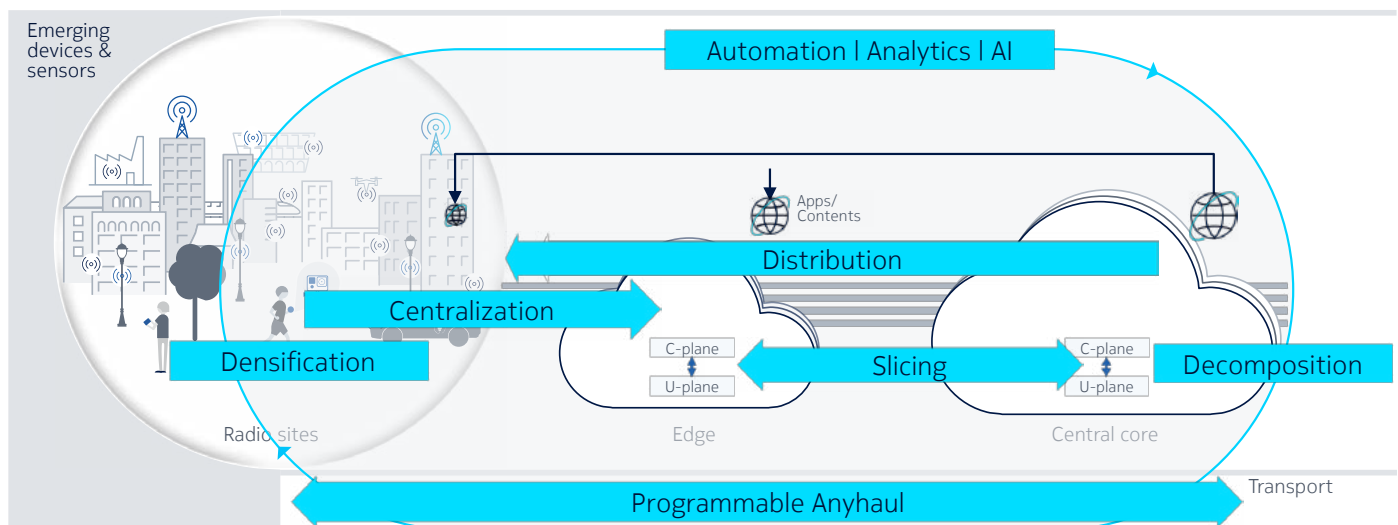 Emerging
devices &
sensors
Automation | Analytics | AI
Apps/
Contents
Distribution
Centralization
Densification
C-plane
U-plane
Slicing
C-plane
U-plane
Decomposition
Radio sites
Edge
Central core
Programmable Anyhaul
Transport